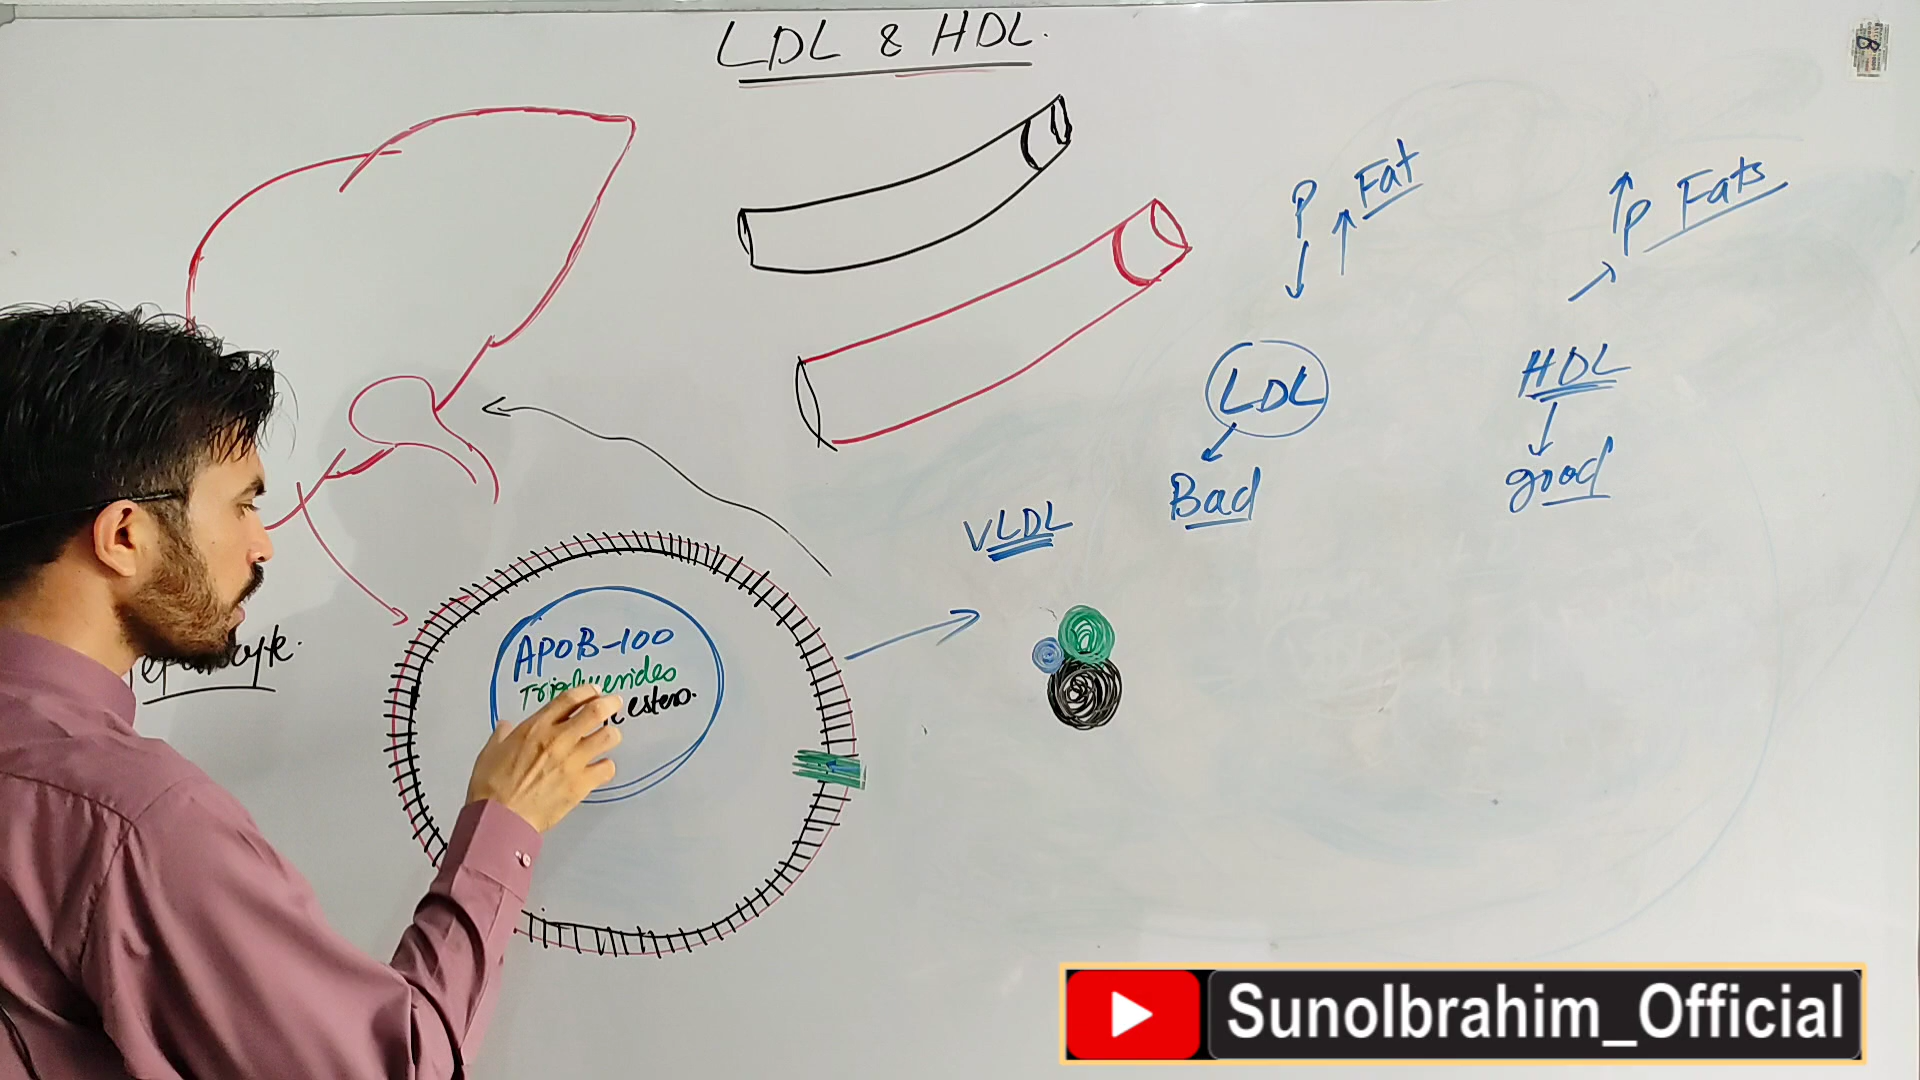 LDL & HDL.
P ↑ Fat
↑ P Fats
LDL
Bad
HDL
good
VLDL
APOB-100
Triglycerides
SunoIbrahim_Official